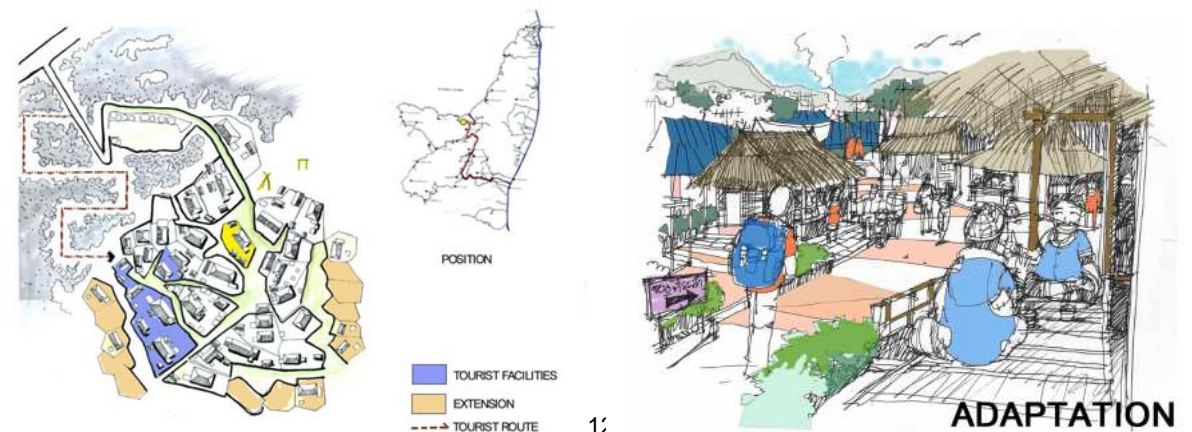 POSITION
TOURIST FACILITIES
EXTENSION
TOURIST ROUTE
ADAPTATION